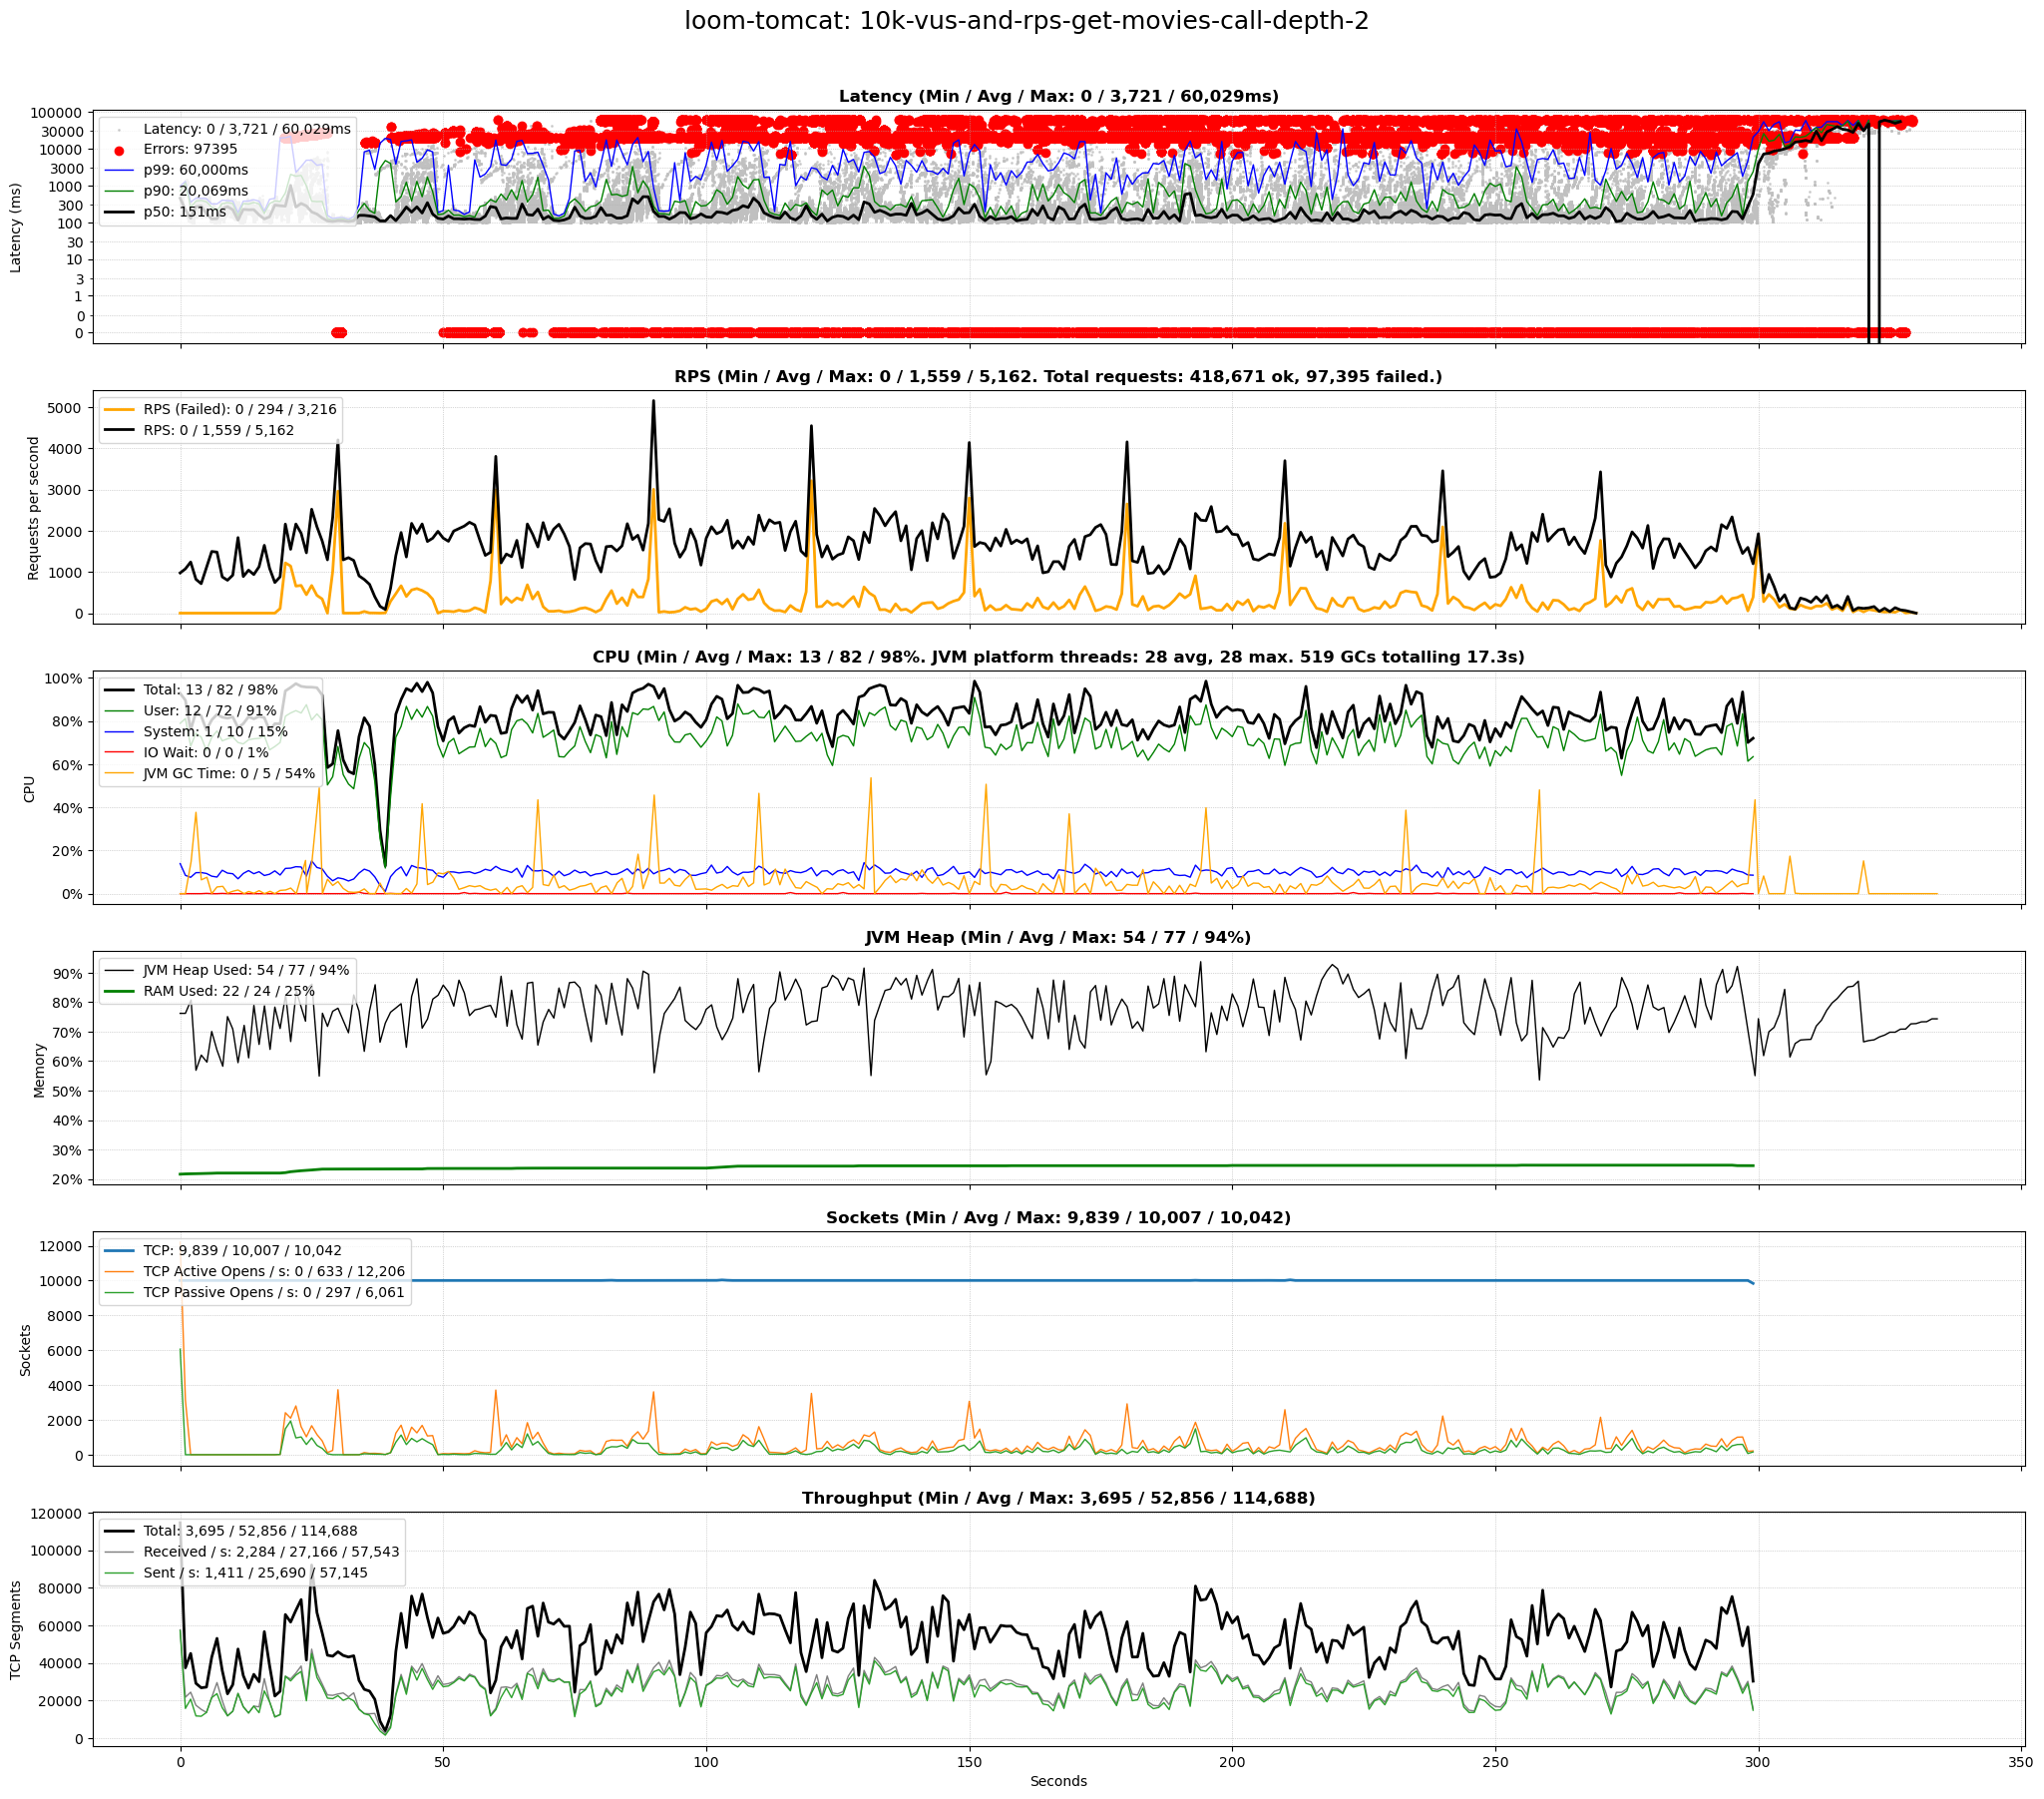 loom-tomcat: 10k-vus-and-rps-get-movies-call-depth-2
Latency (Min / Avg / Max: 0 / 3,721 / 60,029ms)
Latency (ms)
100000
30000
10000
3000
1000
300
100
30
10
3
1
0
0
Latency: 0 / 3,721 / 60,029ms
Errors: 97395
p99: 60,000ms
p90: 20,069ms
p50: 151ms
RPS (Min / Avg / Max: 0 / 1,559 / 5,162. Total requests: 418,671 ok, 97,395 failed.)
Requests per second
5000
4000
3000
2000
1000
0
RPS (Failed): 0 / 294 / 3,216
RPS: 0 / 1,559 / 5,162
CPU (Min / Avg / Max: 13 / 82 / 98%. JVM platform threads: 28 avg, 28 max. 519 GCs totalling 17.3s)
CPU
100%
80%
60%
40%
20%
0%
Total: 13 / 82 / 98%
User: 12 / 72 / 91%
System: 1 / 10 / 15%
IO Wait: 0 / 0 / 1%
JVM GC Time: 0 / 5 / 54%
JVM Heap (Min / Avg / Max: 54 / 77 / 94%)
Memory
90%
80%
70%
60%
50%
40%
30%
20%
JVM Heap Used: 54 / 77 / 94%
RAM Used: 22 / 24 / 25%
Sockets (Min / Avg / Max: 9,839 / 10,007 / 10,042)
Sockets
12000
10000
8000
6000
4000
2000
0
TCP: 9,839 / 10,007 / 10,042
TCP Active Opens / s: 0 / 633 / 12,206
TCP Passive Opens / s: 0 / 297 / 6,061
Throughput (Min / Avg / Max: 3,695 / 52,856 / 114,688)
TCP Segments
120000
100000
80000
60000
40000
20000
0
Total: 3,695 / 52,856 / 114,688
Received / s: 2,284 / 27,166 / 57,543
Sent / s: 1,411 / 25,690 / 57,145
0 50 100 150 200 250 300 350
Seconds